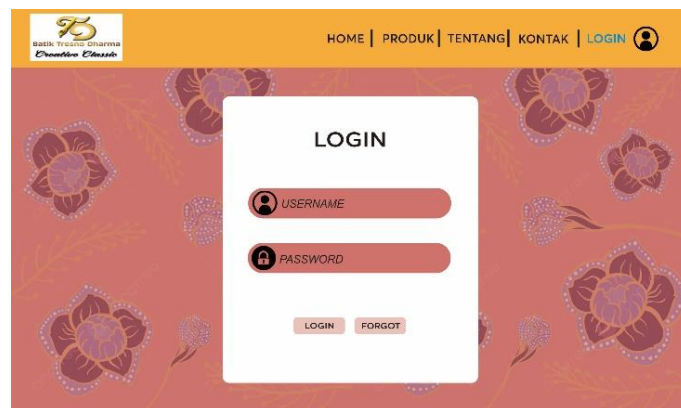 Batik Tresno Dharma
Creative Classic
HOME | PRODUK | TENTANG | KONTAK | LOGIN
LOGIN
USERNAME
PASSWORD
LOGIN FORGOT